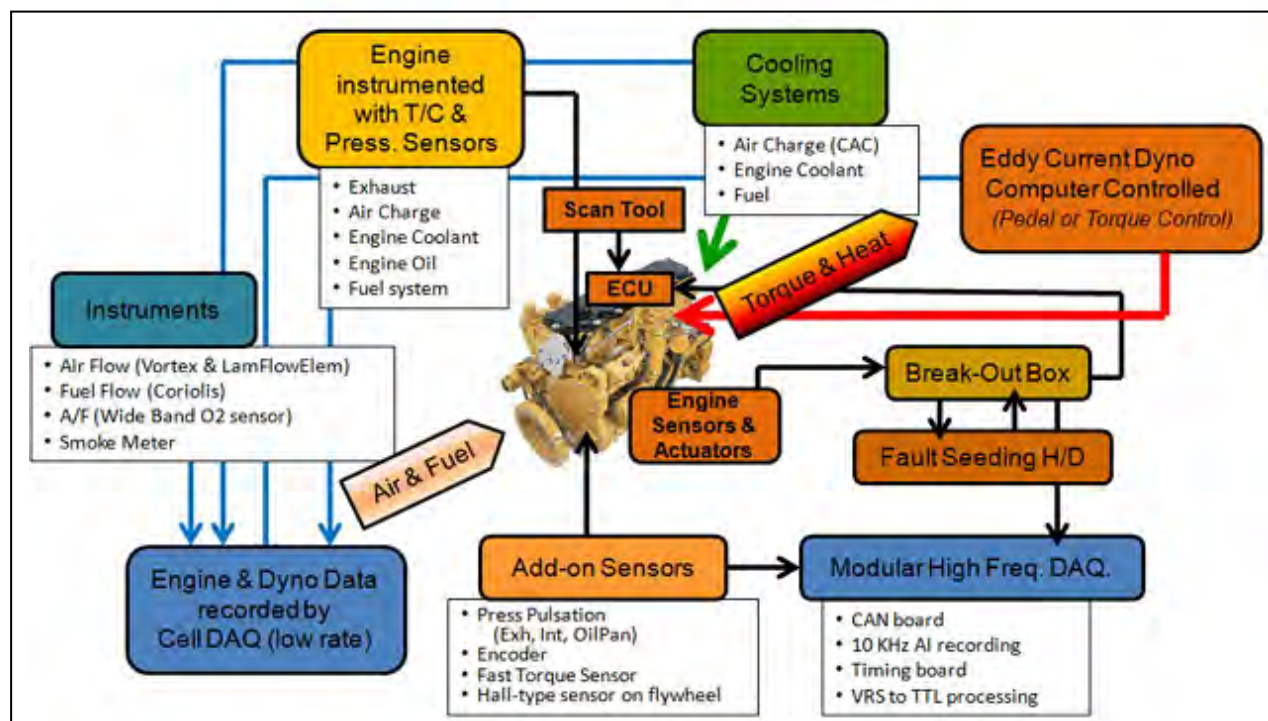 Engine
instrumented
with T/C &
Press. Sensors
• Exhaust
• Air Charge
• Engine Coolant
• Engine Oil
• Fuel system
Cooling
Systems
• Air Charge (CAC)
• Engine Coolant
• Fuel
Eddy Current Dyno
Computer Controlled
(Pedal or Torque Control)
Scan Tool
ECU
Torque & Heat
Instruments
• Air Flow (Vortex & LamFlowElem)
• Fuel Flow (Coriolis)
• A/F (Wide Band O2 sensor)
• Smoke Meter
Air & Fuel
Engine
Sensors &
Actuators
Break-Out Box
Fault Seeding H/D
Engine & Dyno Data
recorded by
Cell DAQ (low rate)
Add-on Sensors
• Press Pulsation
(Exh, Int, OilPan)
• Encoder
• Fast Torque Sensor
• Hall-type sensor on flywheel
Modular High Freq. DAQ.
• CAN board
• 10 KHz AI recording
• Timing board
• VRS to TTL processing